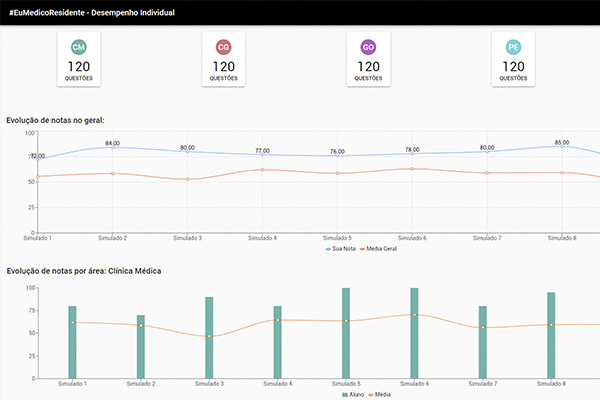 #EuMedicoResidente - Desempenho Individual
CM CG GO PE
120 120 120 120
QUESTÕES QUESTÕES QUESTÕES QUESTÕES
Evolução de notas no geral:
100
84,00 80,00 77,00 76,00 78,00 80,00 85,00
75 72,00
50
25
0
Simulado 1 Simulado 2 Simulado 3 Simulado 4 Simulado 5 Simulado 6 Simulado 7 Simulado 8
Sua Nota Média Geral
Evolução de notas por área: Clínica Médica
100
75
50
25
0
Simulado 1 Simulado 2 Simulado 3 Simulado 4 Simulado 5 Simulado 6 Simulado 7 Simulado 8
Aluno Média